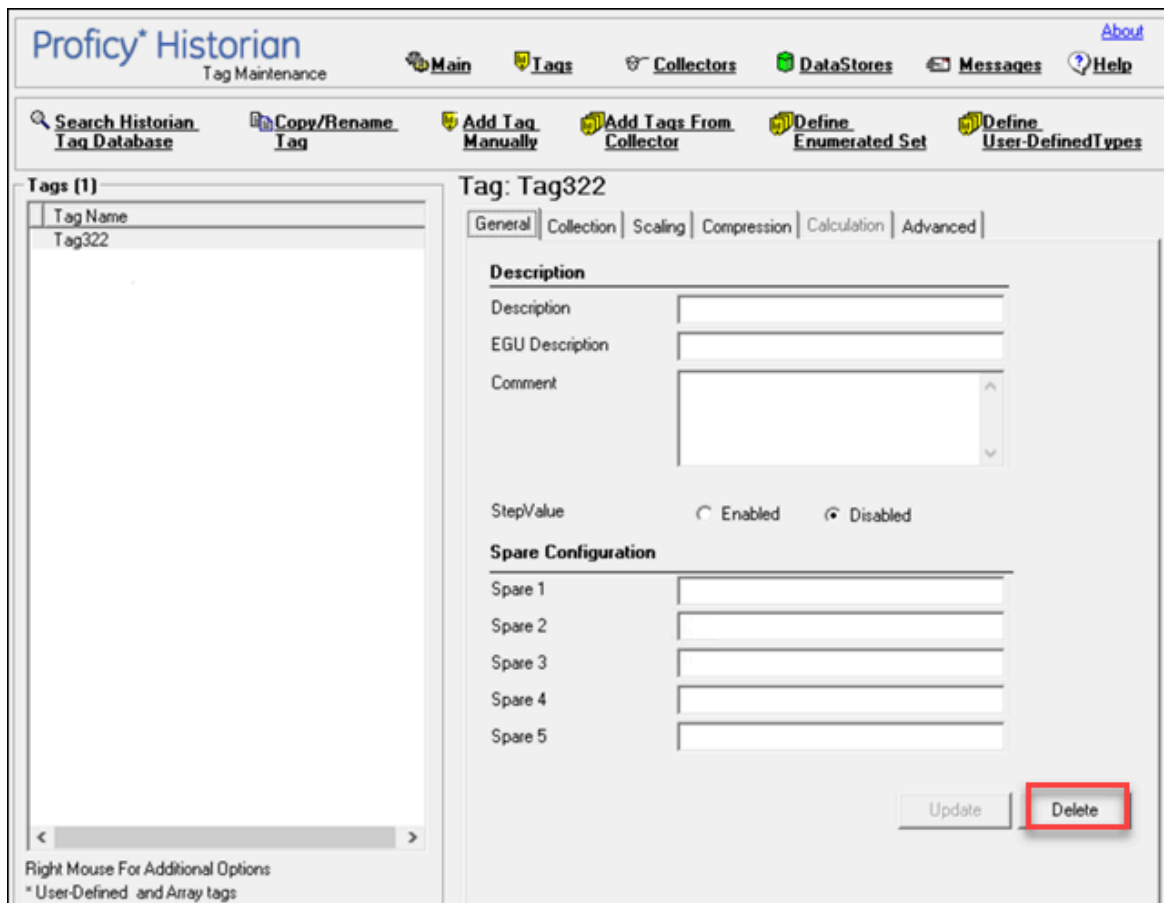 Proficy* Historian
Tag Maintenance
About
Main
Tags
Collectors
DataStores
Messages
Help
Search Historian
Tag Database
Copy/Rename
Tag
Add Tag
Manually
Add Tags From
Collector
Define
Enumerated Set
Define
User-DefinedTypes
Tags (1)
Tag Name
Tag322
Right Mouse For Additional Options
* User-Defined and Array tags
Tag: Tag322
General
Collection
Scaling
Compression
Calculation
Advanced
Description
Description
EGU Description
Comment
StepValue
Enabled
Disabled
Spare Configuration
Spare 1
Spare 2
Spare 3
Spare 4
Spare 5
Update
Delete